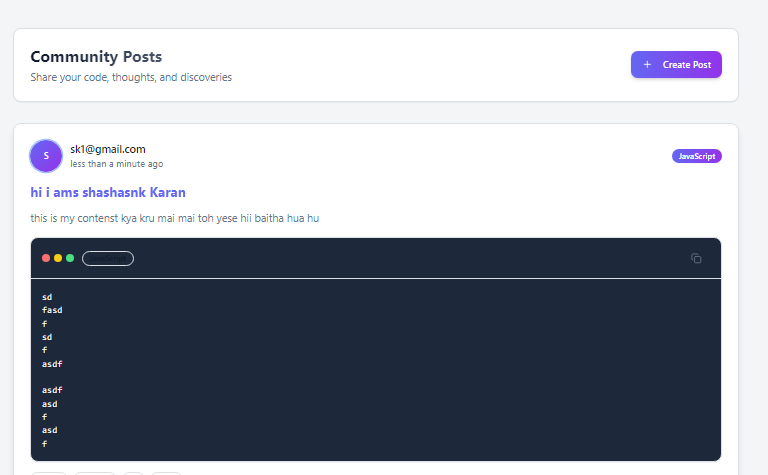 Community Posts
Share your code, thoughts, and discoveries
+ Create Post
S
sk1@gmail.com
less than a minute ago
JavaScript
hi i ams shashasnk Karan
this is my contenst kya kru mai mai toh yese hii baitha hua hu
sd
fasd
f
sd
f
asdf
asdf
asd
f
asd
f